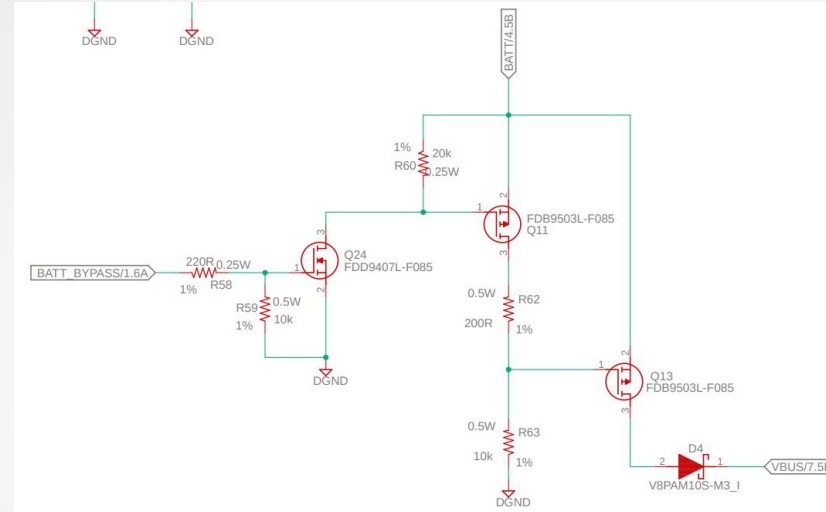 DGND
DGND
BATT/4.5B
1%
20k
R60
0.25W
1
2
FDB9503L-F085
Q11
3
3
Q24
FDD9407L-F085
1
2
BATT_BYPASS/1.6A
220R
0.25W
R58
1%
R59
0.5W
10k
1%
DGND
0.5W
R62
200R
1%
1
2
Q13
FDB9503L-F085
3
0.5W
R63
10k
1%
D4
2
1
V8PAM10S-M3_I
VBUS/7.5
DGND